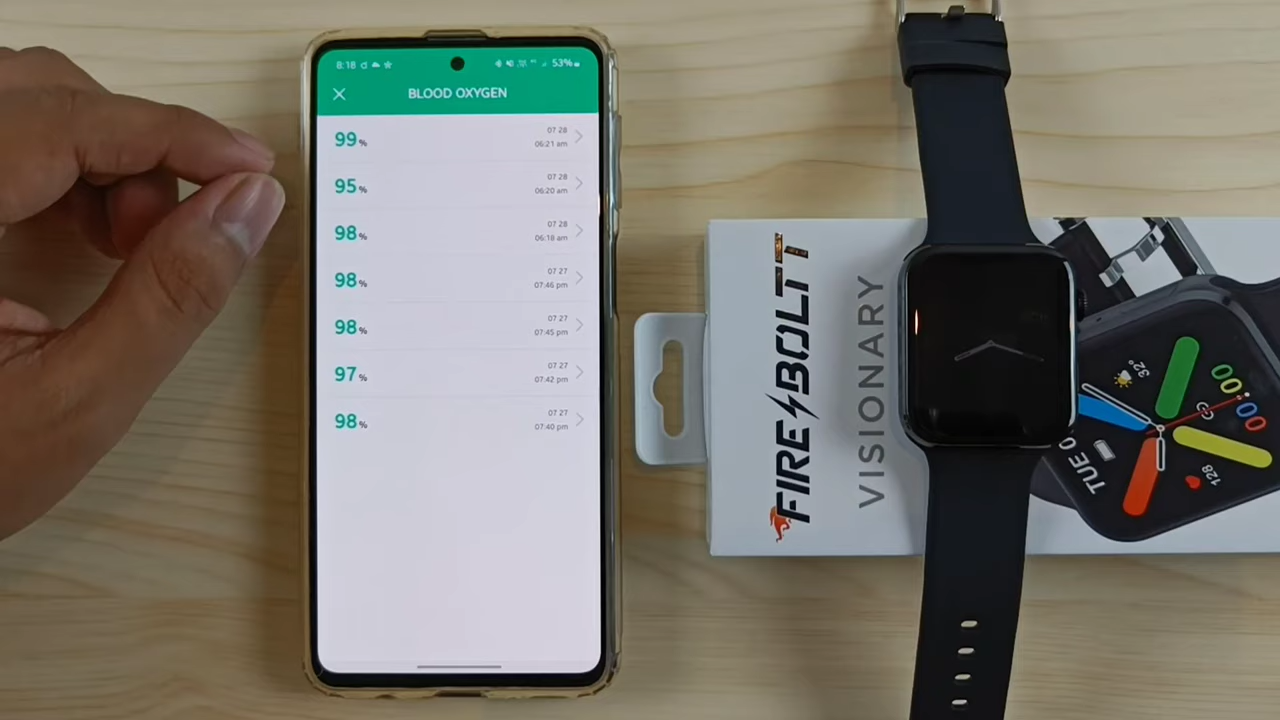 8:18
53%
BLOOD OXYGEN
99%
07 28
06:21 am
95%
07 28
06:20 am
98%
07 28
06:18 am
98%
07 27
07:46 pm
98%
07 27
07:45 pm
97%
07 27
07:42 pm
98%
07 27
07:40 pm
FIRE BOLTT
VISIONARY
32°
00:00
TUE
128